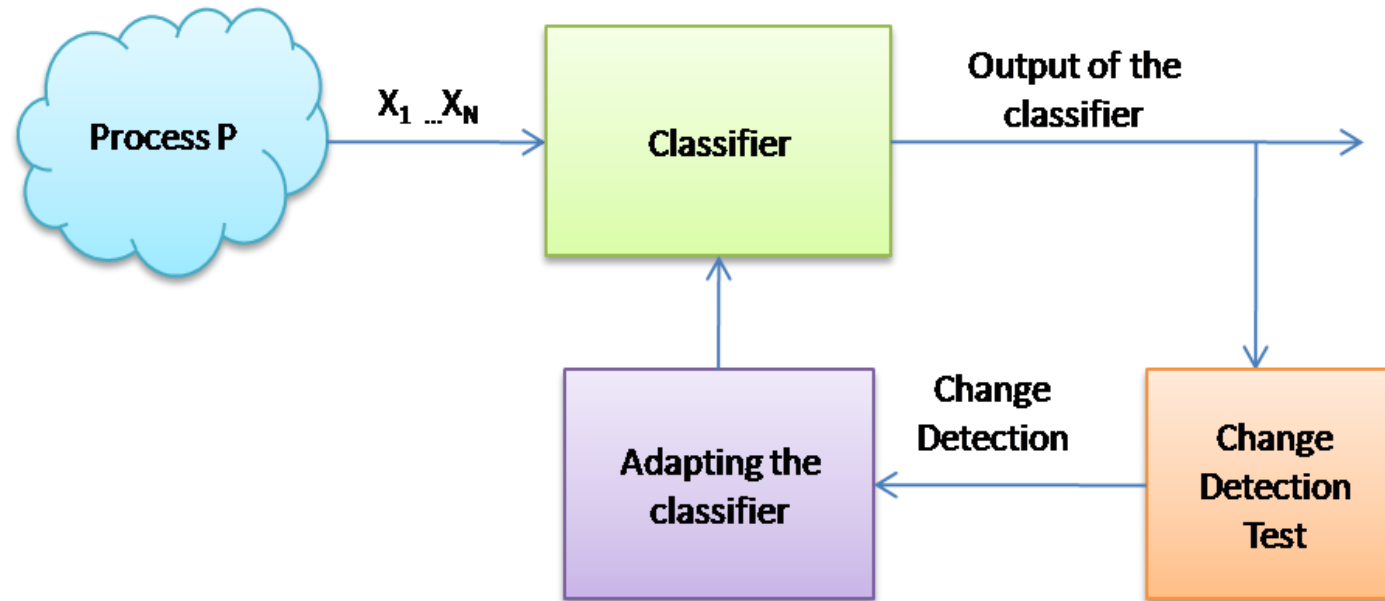 Process P
X₁ ...Xₙ
Classifier
Output of the
classifier
Adapting the
classifier
Change
Detection
Change
Detection
Test